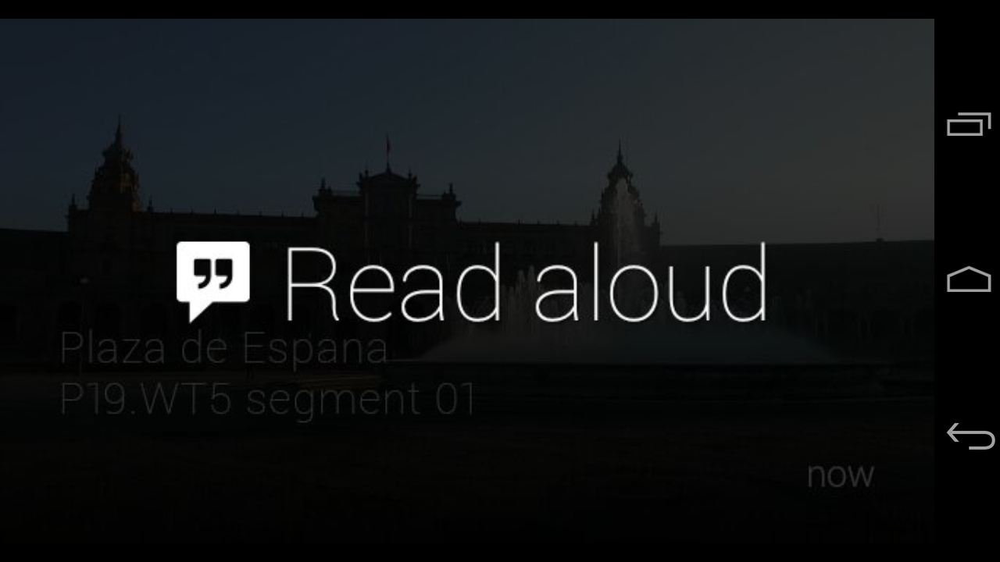 Read aloud
Plaza de Espana
P19.WT5 segment 01
now